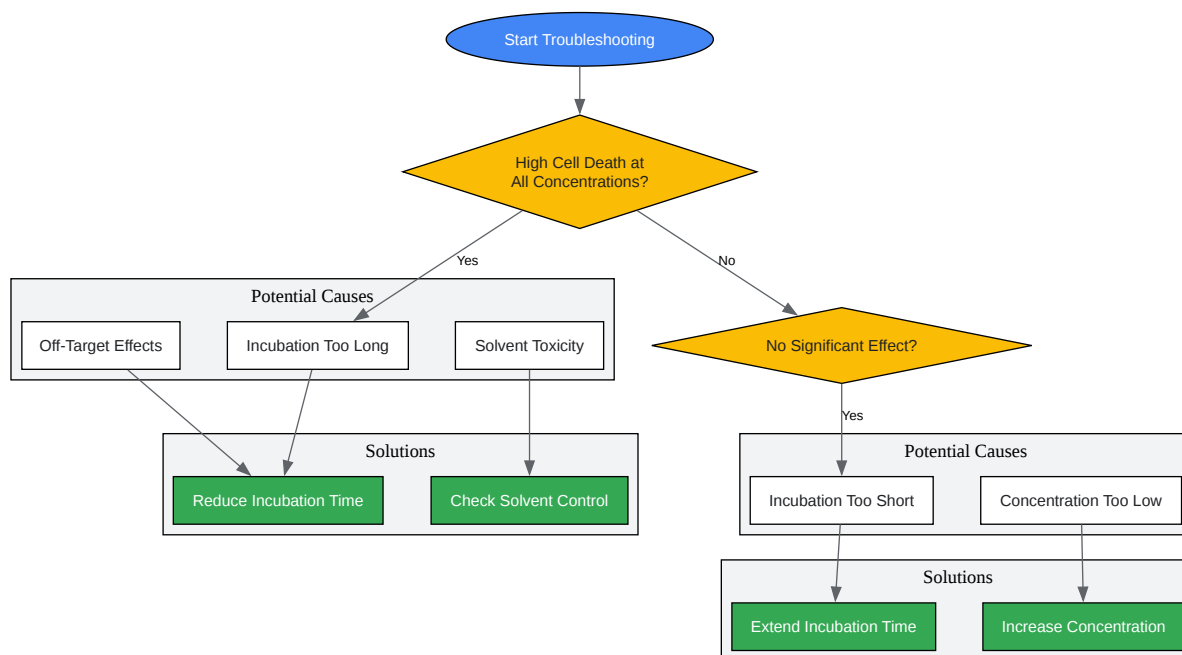 Start Troubleshooting
High Cell Death at
All Concentrations?
Yes
No
Potential Causes
Off-Target Effects
Incubation Too Long
Solvent Toxicity
No Significant Effect?
Yes
Solutions
Reduce Incubation Time
Check Solvent Control
Potential Causes
Incubation Too Short
Concentration Too Low
Solutions
Extend Incubation Time
Increase Concentration